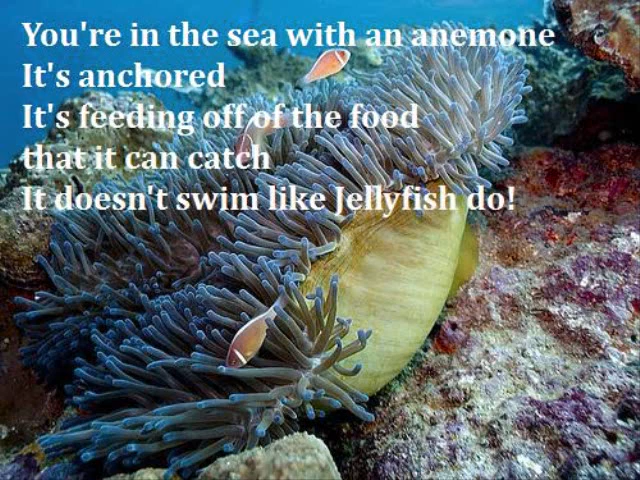 You're in the sea with an anemone
It's anchored
It's feeding off of the food
that it can catch
It doesn't swim like Jellyfish do!